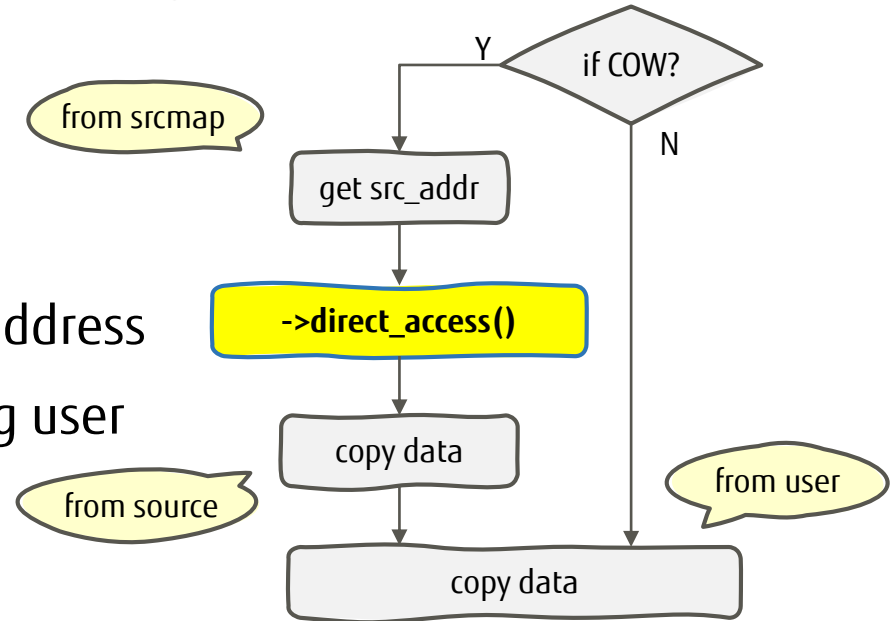 if COW?
Y
N
from srcmap
get src_addr
ddress
->direct_access()
g user
copy data
from source
from user
copy data